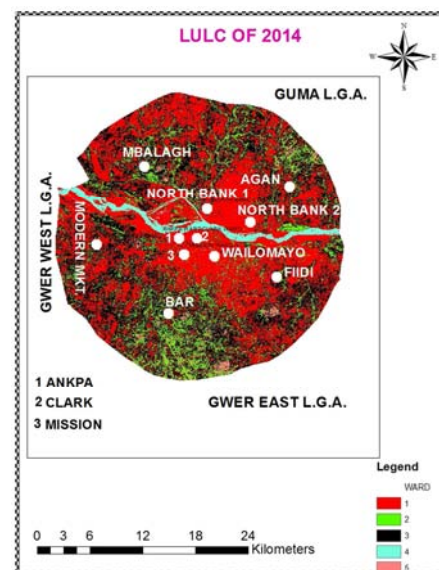 LULC OF 2014
N
W E
S
GUMA L.G.A.
MBALAGH
AGAN
NORTH BANK 1
NORTH BANK 2
GWER WEST L.G.A.
MODERN MKT.
1 2
3 WAILOMAYO
FIIDI
BAR
1 ANKPA
2 CLARK
3 MISSION
GWER EAST L.G.A.
Legend
WARD
1
2
3
4
5
0 3 6 12 18 24
Kilometers